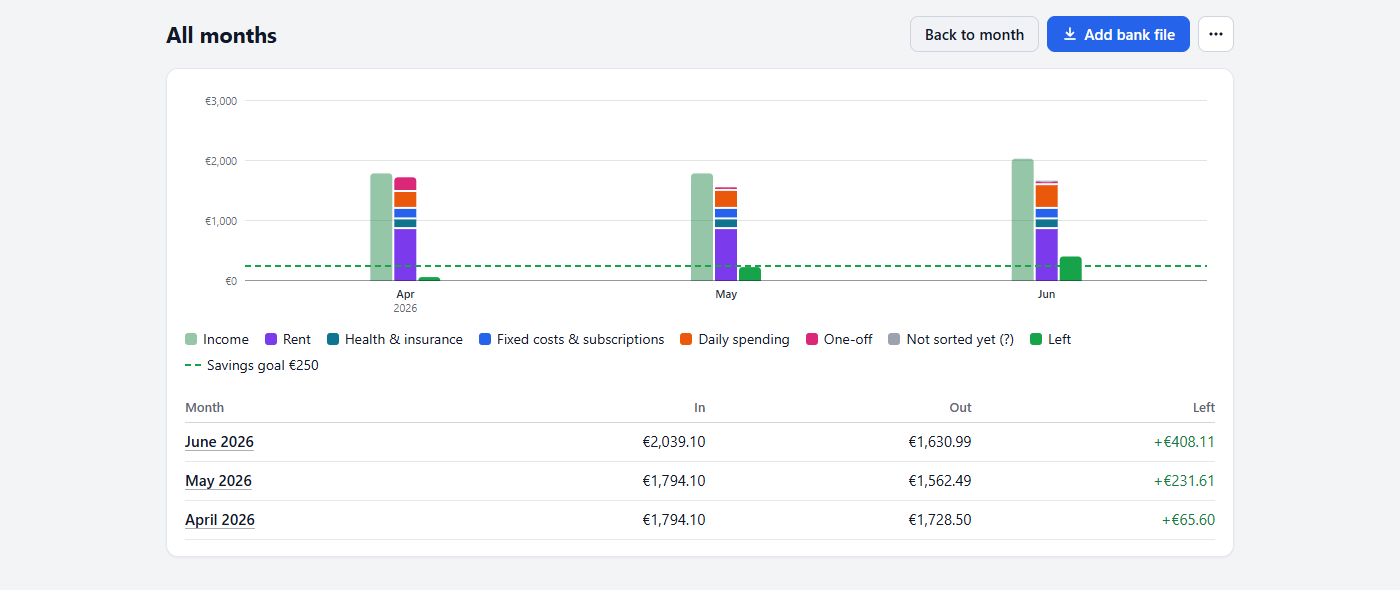 All months
Back to month
Add bank file
€3,000
€2,000
€1,000
€0
Apr
2026
May
Jun
Income Rent Health & insurance Fixed costs & subscriptions Daily spending One-off Not sorted yet (?) Left
Savings goal €250
Month In Out Left
June 2026 €2,039.10 €1,630.99 +€408.11
May 2026 €1,794.10 €1,562.49 +€231.61
April 2026 €1,794.10 €1,728.50 +€65.60